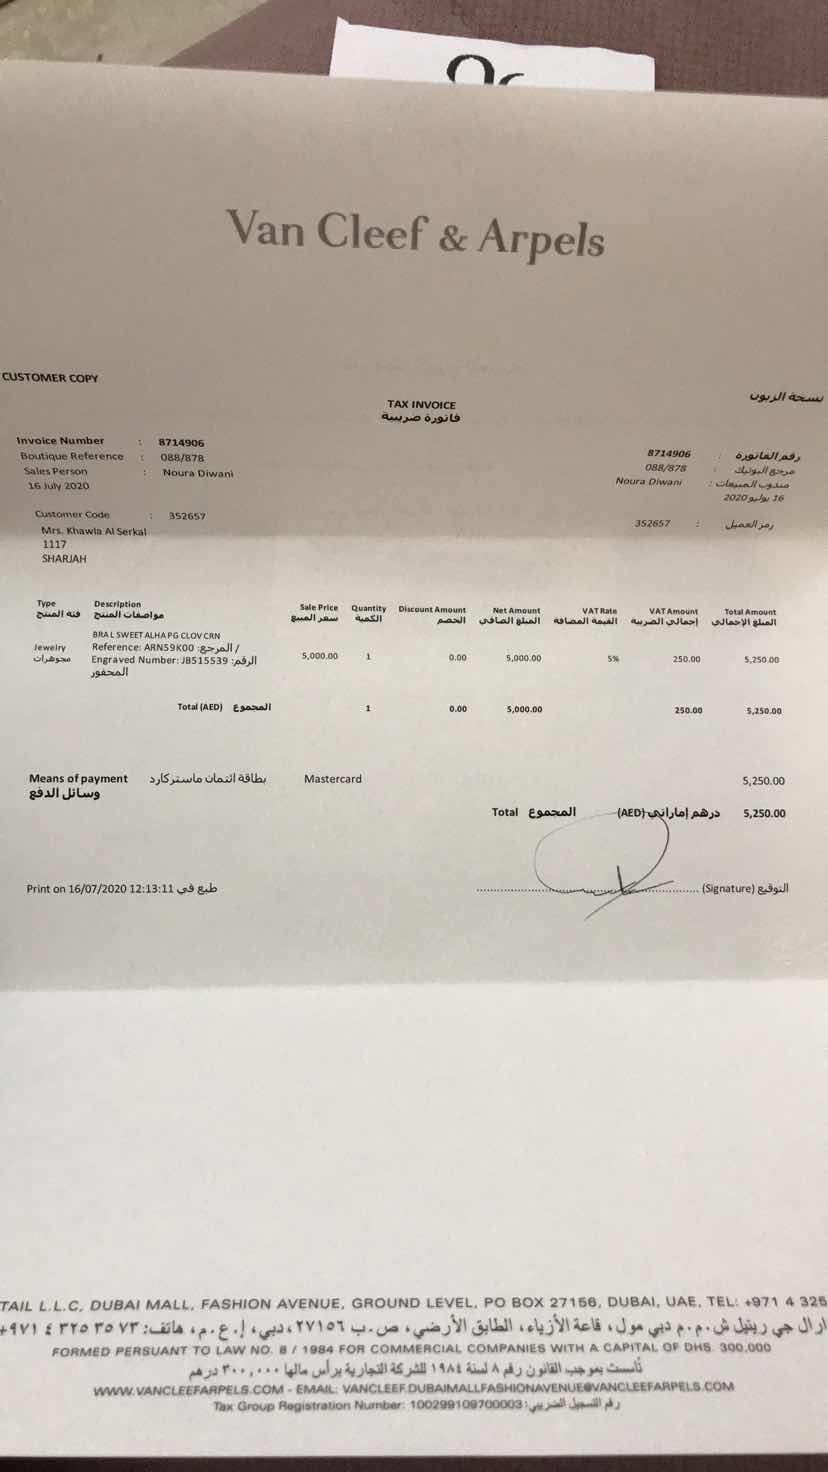 Van Cleef & Arpels
CUSTOMER COPY
نسخة الزبون
TAX INVOICE
فاتورة ضريبية
Invoice Number : 8714906
Boutique Reference : 088/878
Sales Person : Noura Diwani
16 July 2020
رقم الفاتورة : 8714906
مرجع البوتيك : 088/878
مندوب المبيعات : Noura Diwani
16 يوليو 2020
Customer Code : 352657
Mrs. Khawla Al Serkal
1117
SHARJAH
رمز العميل : 352657
Type Description Sale Price Quantity Discount Amount Net Amount VAT Rate VAT Amount Total Amount
فئة المنتج مواصفات المنتج سعر المبيع الكمية الخصم المبلغ الصافي القيمة المضافة إجمالي الضريبة المبلغ الإجمالي
BRA L SWEET ALHA PG CLOV CRN
Jewelry Reference: ARN59K00 :المرجع /
مجوهرات Engraved Number: JB515539 :الرقم 5,000.00 1 0.00 5,000.00 5% 250.00 5,250.00
المحفور
Total (AED) المجموع 1 0.00 5,000.00 250.00 5,250.00
Means of payment بطاقة ائتمان ماستركارد Mastercard 5,250.00
وسائل الدفع
Total المجموع (AED) درهم إماراتي 5,250.00
Print on 16/07/2020 12:13:11 طبع في
(Signature) التوقيع
TAIL L.L.C, DUBAI MALL, FASHION AVENUE, GROUND LEVEL, PO BOX 27156, DUBAI, UAE, TEL: +971 4 325
ار ال جي ريتيل ش.م.م دبي مول، قاعة الأزياء، الطابق الأرضي، ص.ب ٢٧١٥٦، دبي، إ.ع.م، هاتف: ٧٣ ٣٥ ٣٢٥ ٤ ٩٧١+
FORMED PERSUANT TO LAW NO. 8 / 1984 FOR COMMERCIAL COMPANIES WITH A CAPITAL OF DHS. 300,000
تأسست بموجب القانون رقم ٨ لسنة ١٩٨٤ للشركة التجارية برأس مالها ٣٠٠,٠٠٠ درهم
WWW.VANCLEEFARPELS.COM - EMAIL: VANCLEEF.DUBAIMALLFASHIONAVENUE@VANCLEEFARPELS.COM
Tax Group Registration Number: 100299109700003 :رقم التسجيل الضريبي